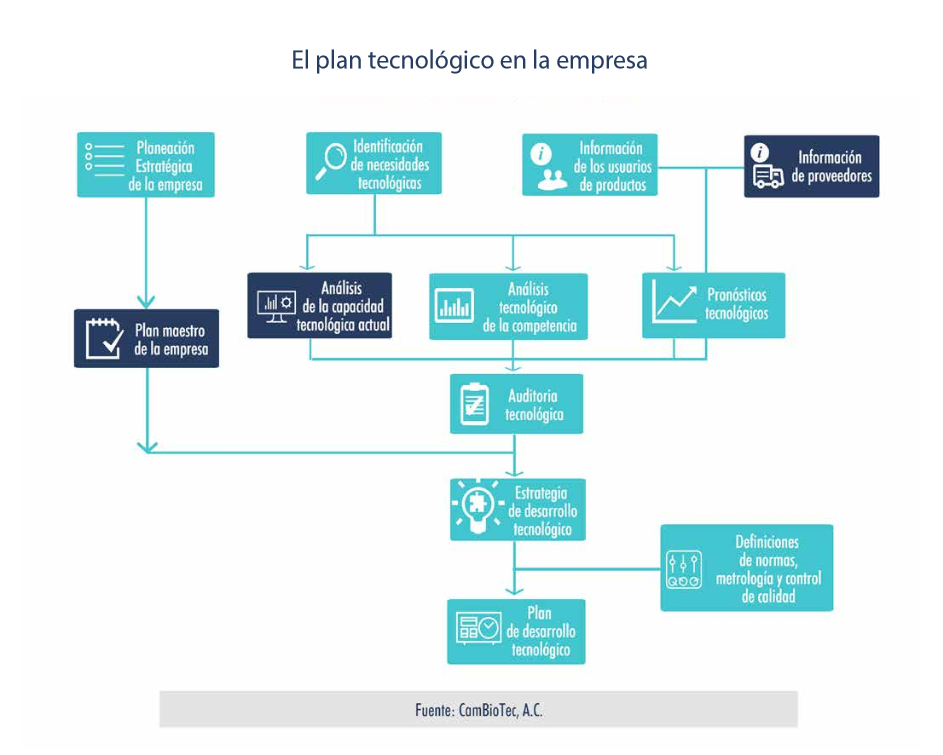 El plan tecnológico en la empresa
Planeación
Estratégica
de la empresa
Identificación
de necesidades
tecnológicas
Información
de los usuarios
de productos
Información
de proveedores
Análisis
de la capacidad
tecnológica actual
Análisis
tecnológico
de la competencia
Pronósticos
tecnológicos
Plan maestro
de la empresa
Auditoria
tecnológica
Estrategia
de desarrollo
tecnológico
Definiciones
de normas,
metrología y control
de calidad
Plan
de desarrollo
tecnológico
Fuente: CamBioTec, A.C.